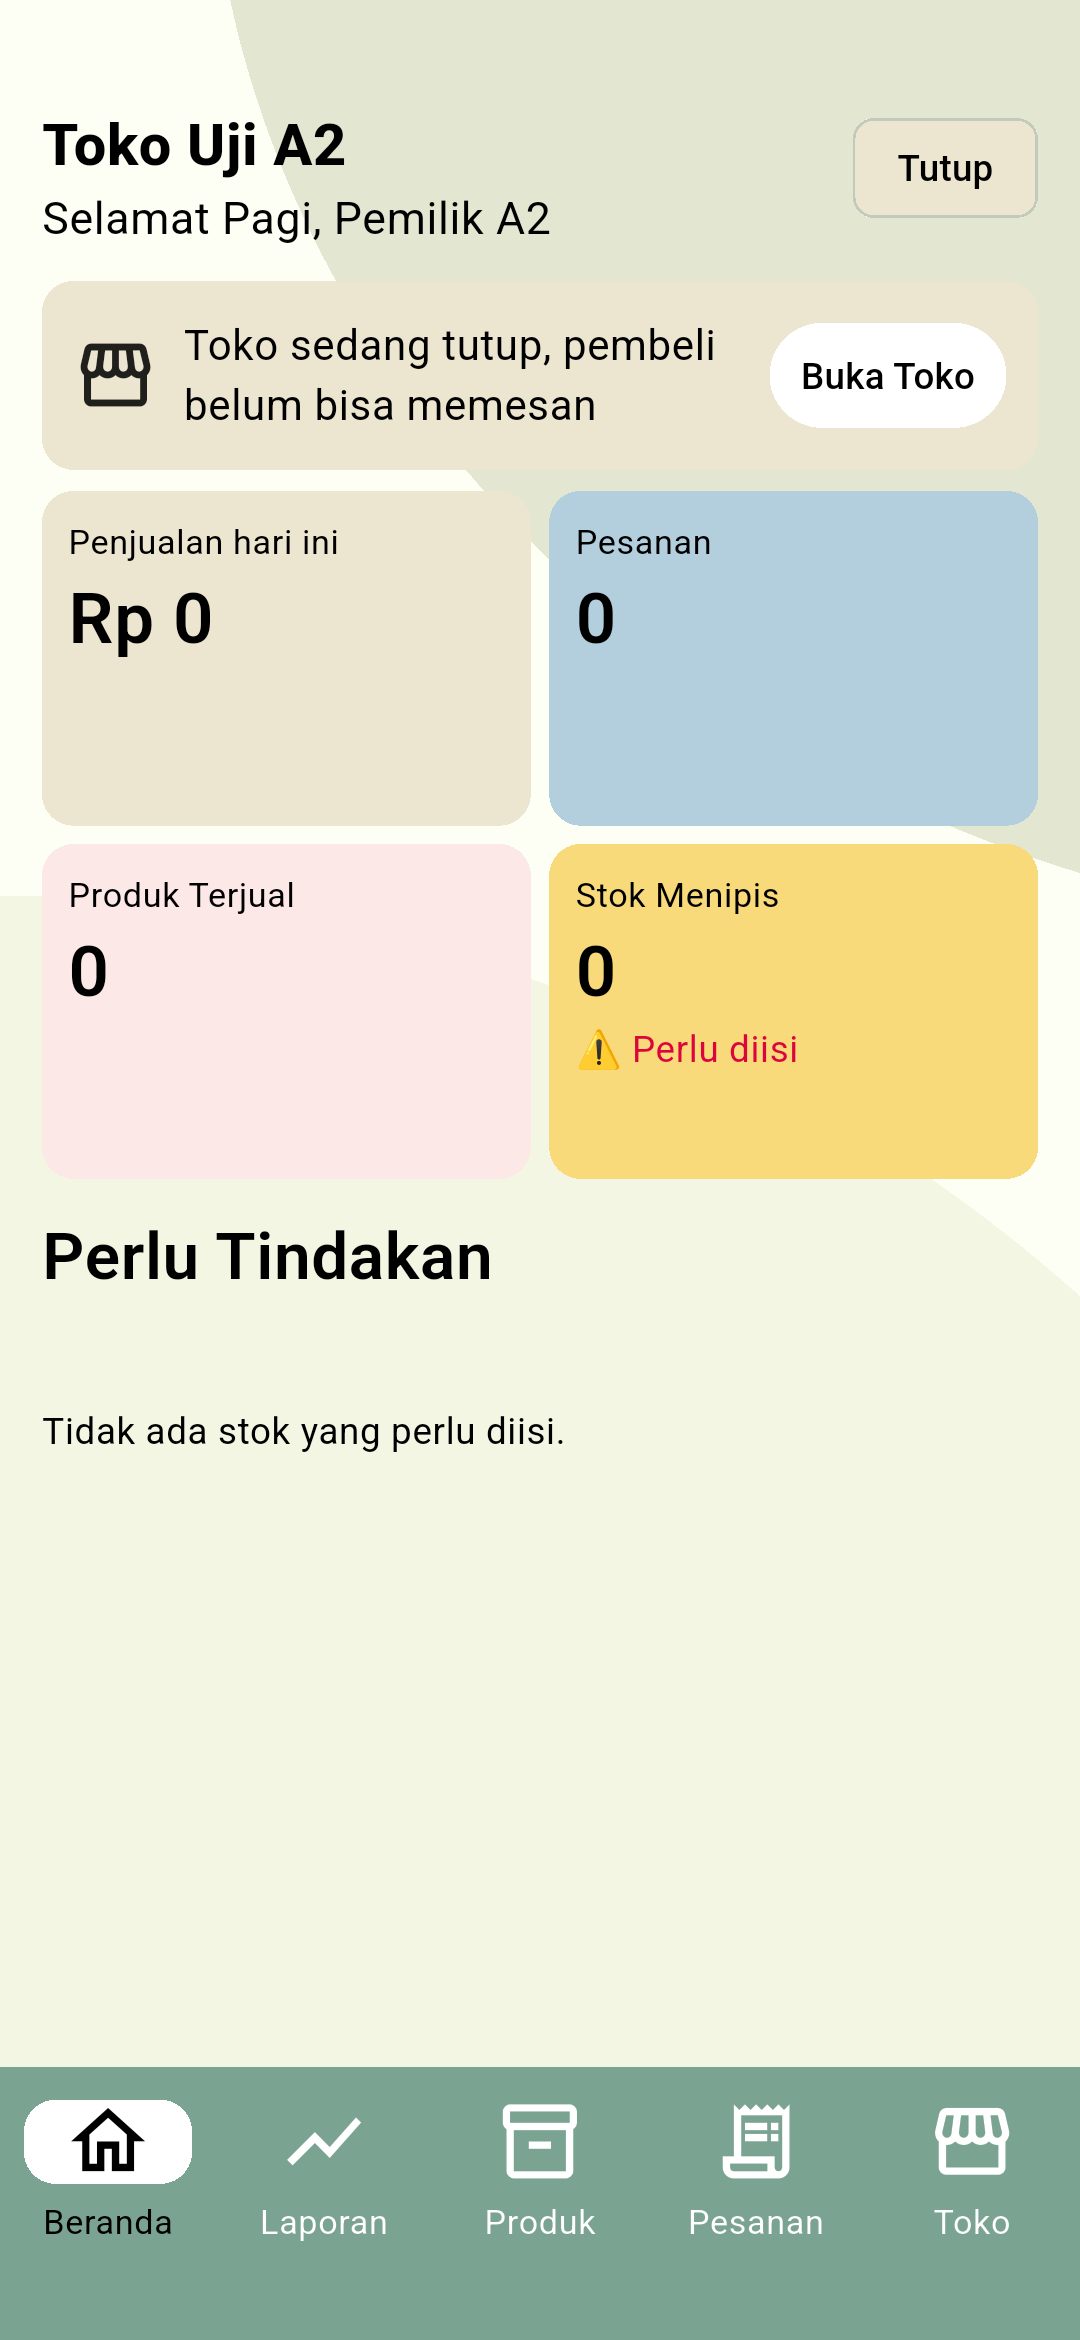 Toko Uji A2
Selamat Pagi, Pemilik A2
Tutup
Toko sedang tutup, pembeli
belum bisa memesan
Buka Toko
Penjualan hari ini
Rp 0
Pesanan
0
Produk Terjual
0
Stok Menipis
0
⚠️ Perlu diisi
Perlu Tindakan
Tidak ada stok yang perlu diisi.
Beranda
Laporan
Produk
Pesanan
Toko